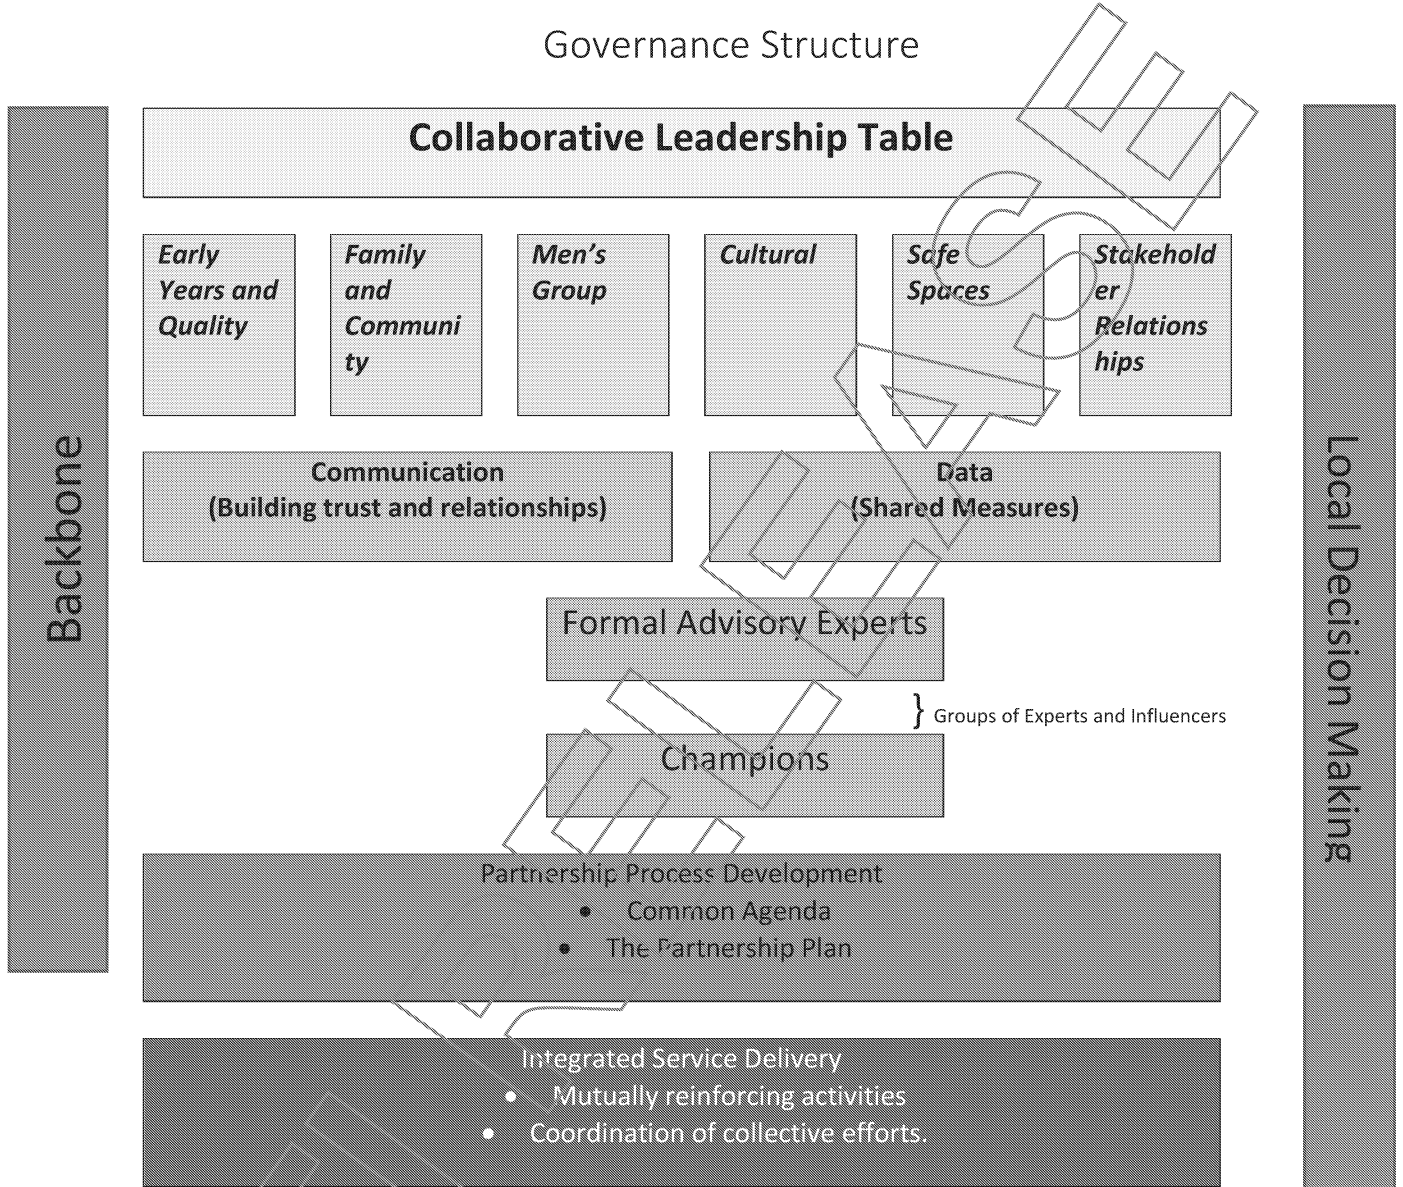 Governance Structure
Backbone
Collaborative Leadership Table
Early
Years and
Quality
Family
and
Communi
ty
Men's
Group
Cultural
Safe
Spaces
Stakehold
er
Relations
hips
Communication
(Building trust and relationships)
Data
(Shared Measures)
Formal Advisory Experts
} Groups of Experts and Influencers
Champions
Partnership Process Development
• Common Agenda
• The Partnership Plan
Integrated Service Delivery
• Mutually reinforcing activities
• Coordination of collective efforts.
Local Decision Making
RELEASE